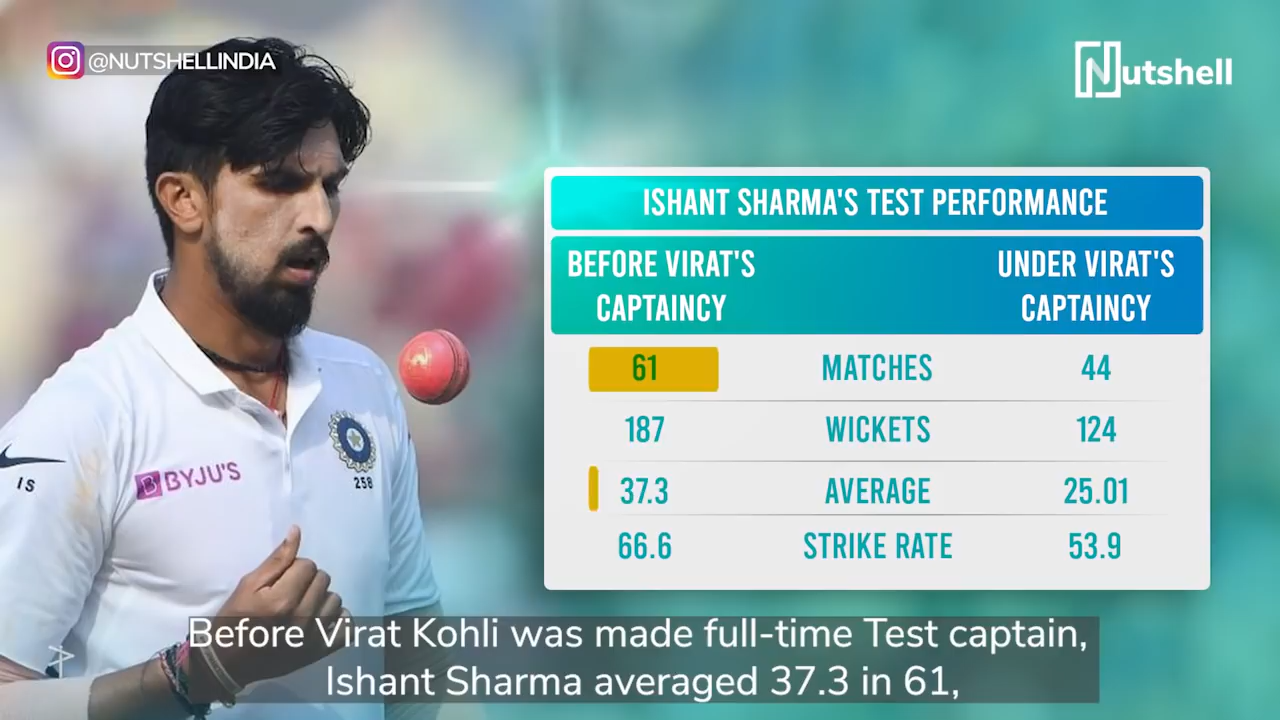 @NUTSHELLINDIA
Nutshell
ISHANT SHARMA'S TEST PERFORMANCE
BEFORE VIRAT'S CAPTAINCY
UNDER VIRAT'S CAPTAINCY
61 MATCHES 44
187 WICKETS 124
37.3 AVERAGE 25.01
66.6 STRIKE RATE 53.9
BYJU'S
IS
258
Before Virat Kohli was made full-time Test captain,
Ishant Sharma averaged 37.3 in 61,